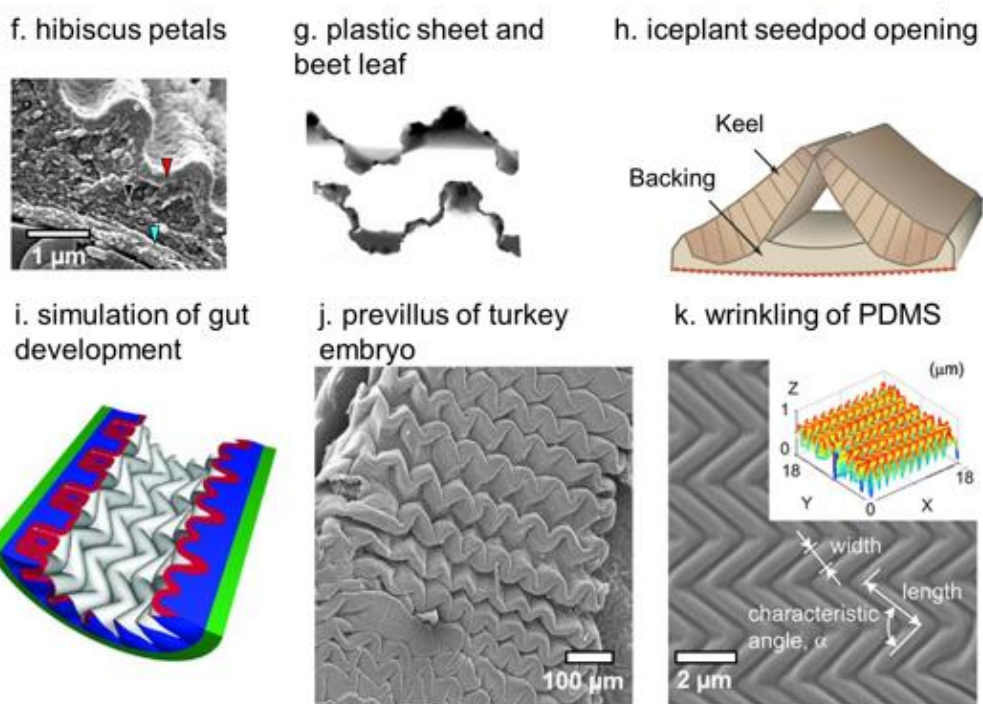 f. hibiscus petals
g. plastic sheet and
beet leaf
h. iceplant seedpod opening
Keel
Backing
1 µm
i. simulation of gut
development
j. previllus of turkey
embryo
k. wrinkling of PDMS
(µm)
Z
1
0
18
Y
0
X
18
width
length
characteristic
angle, α
100 µm
2 µm